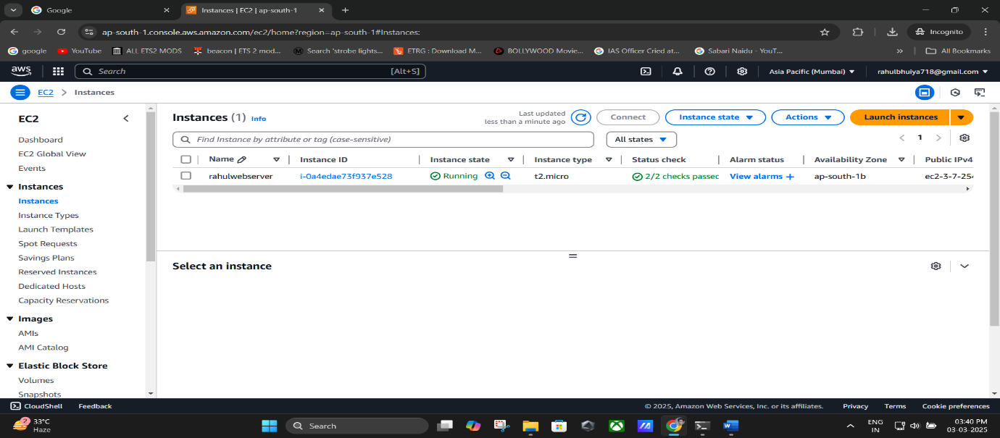 Google
Instances | EC2 | ap-south-1
ap-south-1.console.aws.amazon.com/ec2/home?region=ap-south-1#Instances:
Incognito
google
YouTube
ALL ETS2 MODS
beacon | ETS 2 mod...
Search 'strobe lights...
ETRG : Download M...
BOLLYWOOD Movie...
IAS Officer Cried at...
Sabari Naidu - YouT...
All Bookmarks
aws
Search [Alt+S]
Asia Pacific (Mumbai)
rahulbhuiya718@gmail.com
EC2 > Instances
EC2
Dashboard
EC2 Global View
Events
Instances
Instances
Instance Types
Launch Templates
Spot Requests
Savings Plans
Reserved Instances
Dedicated Hosts
Capacity Reservations
Images
AMIs
AMI Catalog
Elastic Block Store
Volumes
Snapshots
Instances (1) Info
Last updated
less than a minute ago
Connect
Instance state
Actions
Launch instances
Find Instance by attribute or tag (case-sensitive)
All states
1
Name Instance ID Instance state Instance type Status check Alarm status Availability Zone Public IPv4
rahulwebserver i-0a4edae73f937e528 Running t2.micro 2/2 checks passec View alarms + ap-south-1b ec2-3-7-254
Select an instance
CloudShell Feedback
© 2025, Amazon Web Services, Inc. or its affiliates. Privacy Terms Cookie preferences
2
33°C
Haze
Search
ENG
IN
03:40 PM
03-03-2025